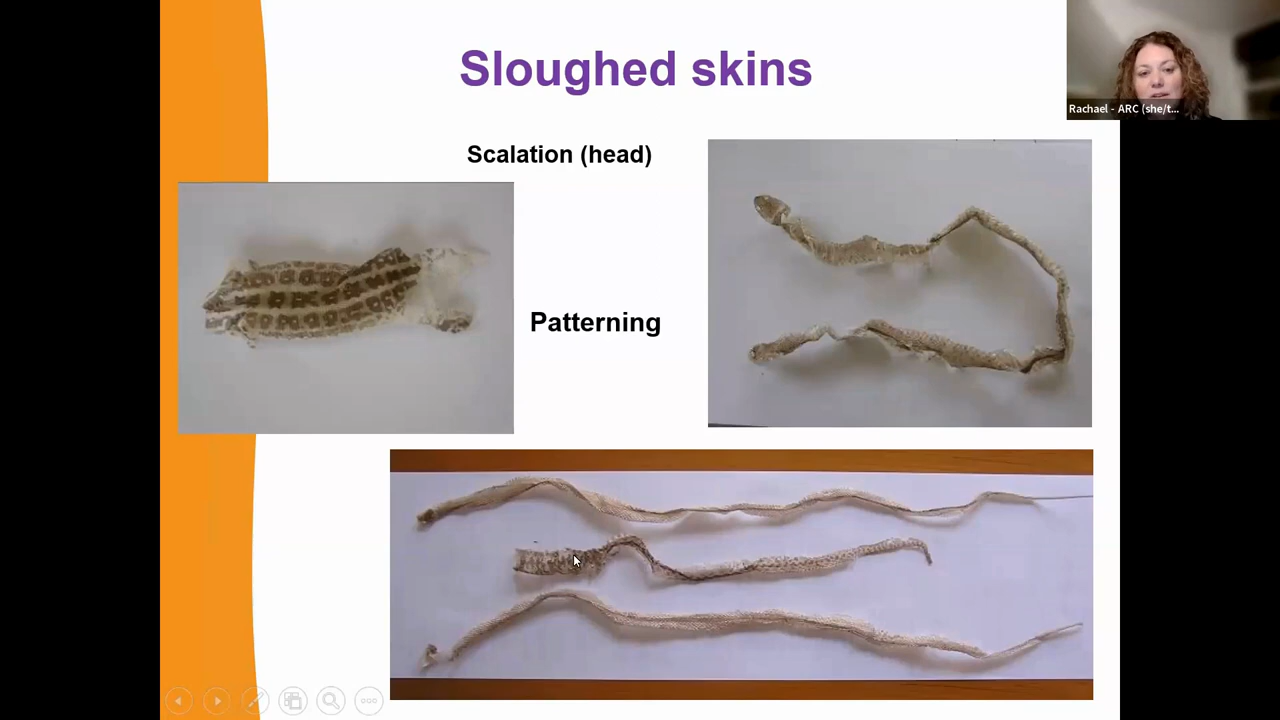 Sloughed skins
Rachael - ARC (she/t...
Scalation (head)
Patterning